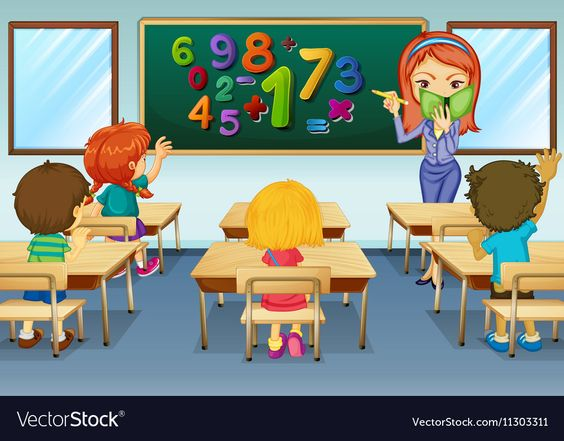 6 9 8 +
0 2 - 1 7 3
4 5 + = ×
VectorStock®
VectorStock.com/11303311